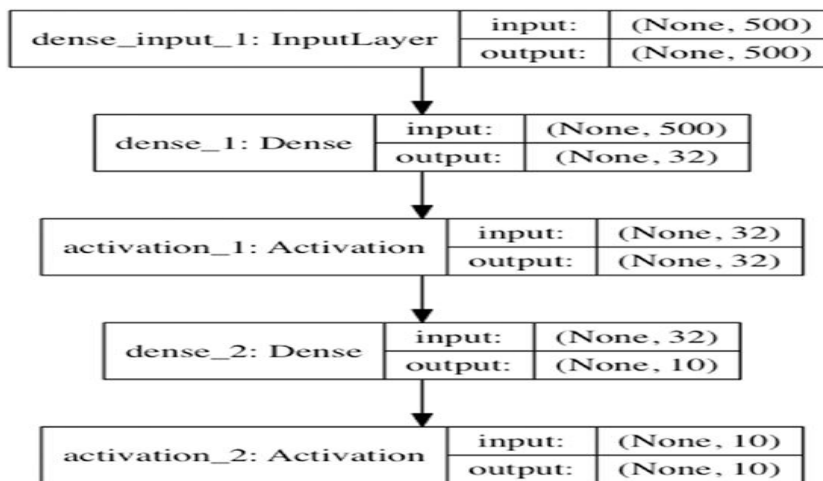 dense_input_1: InputLayer input: (None, 500)
output: (None, 500)
dense_1: Dense input: (None, 500)
output: (None, 32)
activation_1: Activation input: (None, 32)
output: (None, 32)
dense_2: Dense input: (None, 32)
output: (None, 10)
activation_2: Activation input: (None, 10)
output: (None, 10)